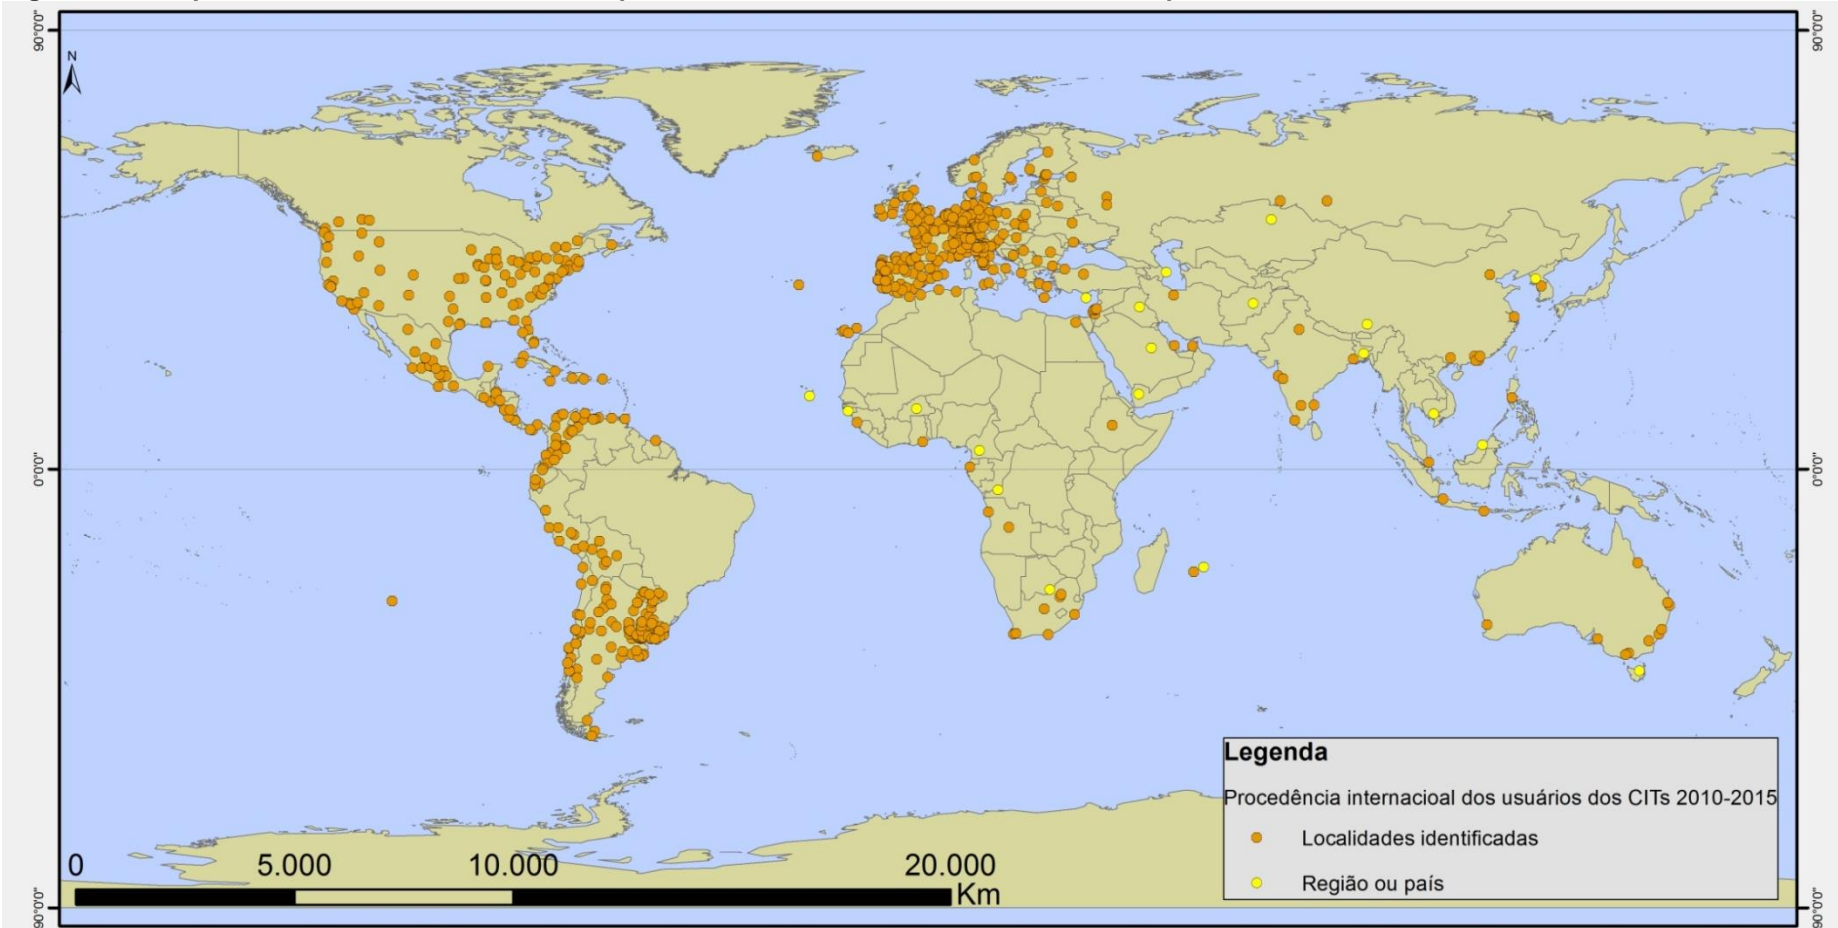 90°0'0"
90°0'0"
N
0°0'0"
0°0'0"
Legenda
Procedência internacioal dos usuários dos CITs 2010-2015
Localidades identificadas
Região ou país
0 5.000 10.000 20.000
Km
90°0'0"
90°0'0"